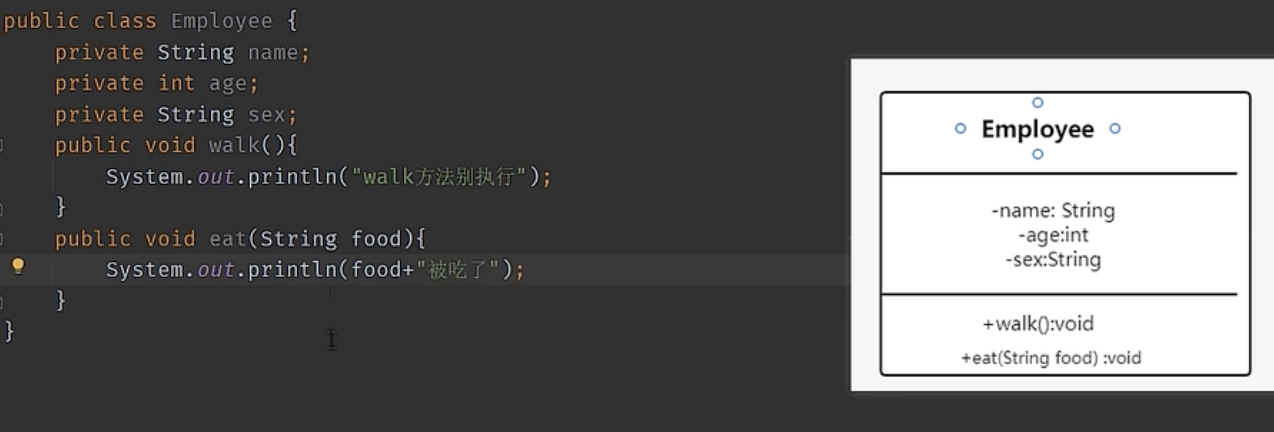 public class Employee {
    private String name;
    private int age;
    private String sex;
    public void walk(){
        System.out.println("walk方法别执行");
    }
    public void eat(String food){
        System.out.println(food+"被吃了");
    }
}
Employee
-name: String
-age:int
-sex:String
+walk():void
+eat(String food) :void